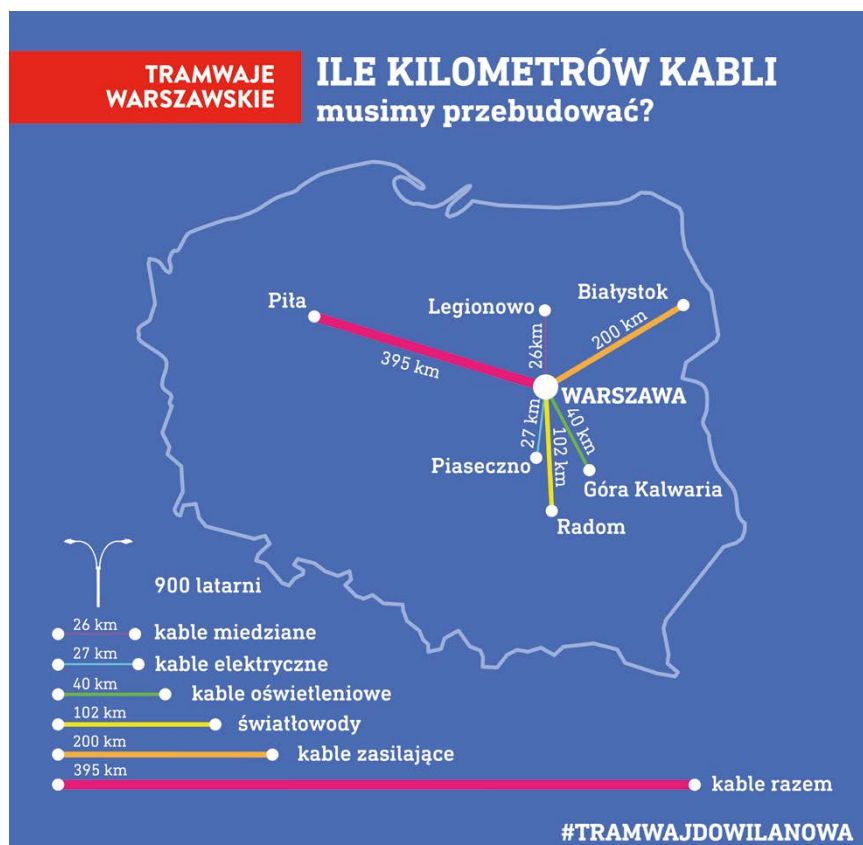 TRAMWAJE
WARSZAWSKIE
ILE KILOMETRÓW KABLI
musimy przebudować?
Piła
Legionowo
Białystok
395 km
26km
200 km
WARSZAWA
27 km
102 km
40 km
Piaseczno
Góra Kalwaria
Radom
900 latarni
26 km
kable miedziane
27 km
kable elektryczne
40 km
kable oświetleniowe
102 km
światłowody
200 km
kable zasilające
395 km
kable razem
#TRAMWAJDOWILANOWA